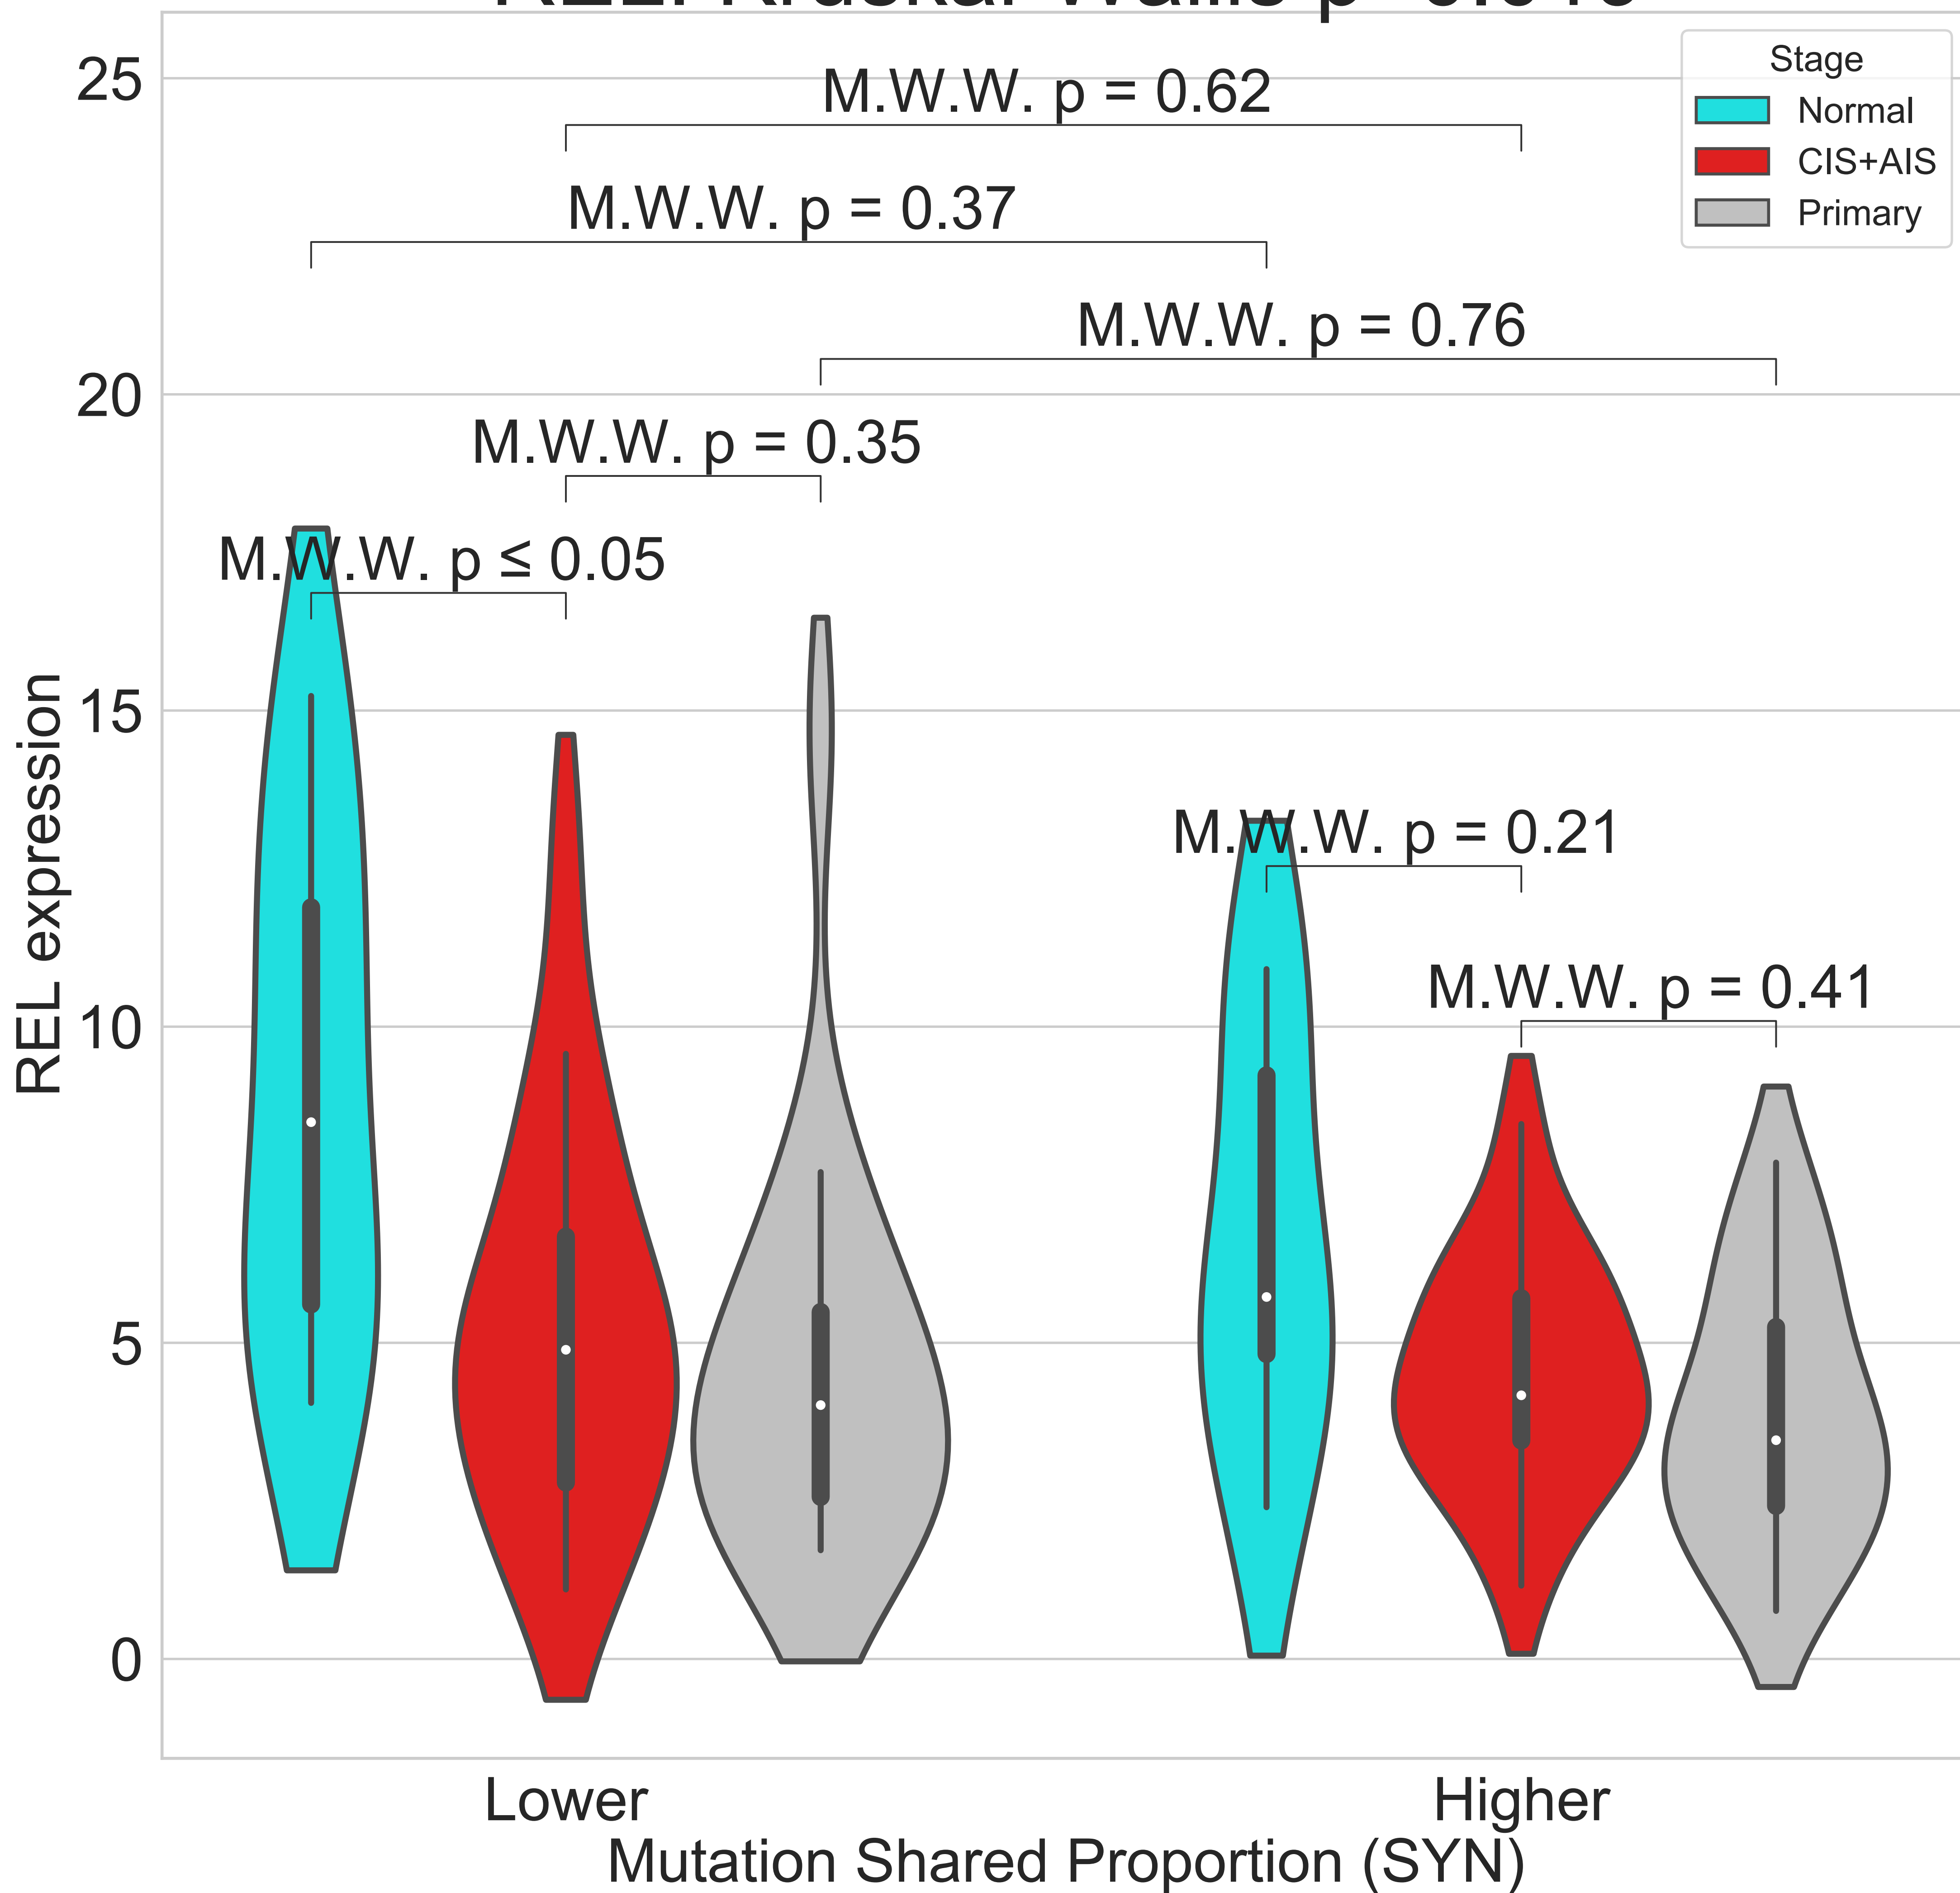 25
20
15
10
5
0
REL expression
M.W.W. p = 0.62
M.W.W. p = 0.37
M.W.W. p = 0.76
M.W.W. p = 0.35
M.W.W. p ≤ 0.05
M.W.W. p = 0.21
M.W.W. p = 0.41
Stage
Normal
CIS+AIS
Primary
Lower
Higher
Mutation Shared Proportion (SYN)